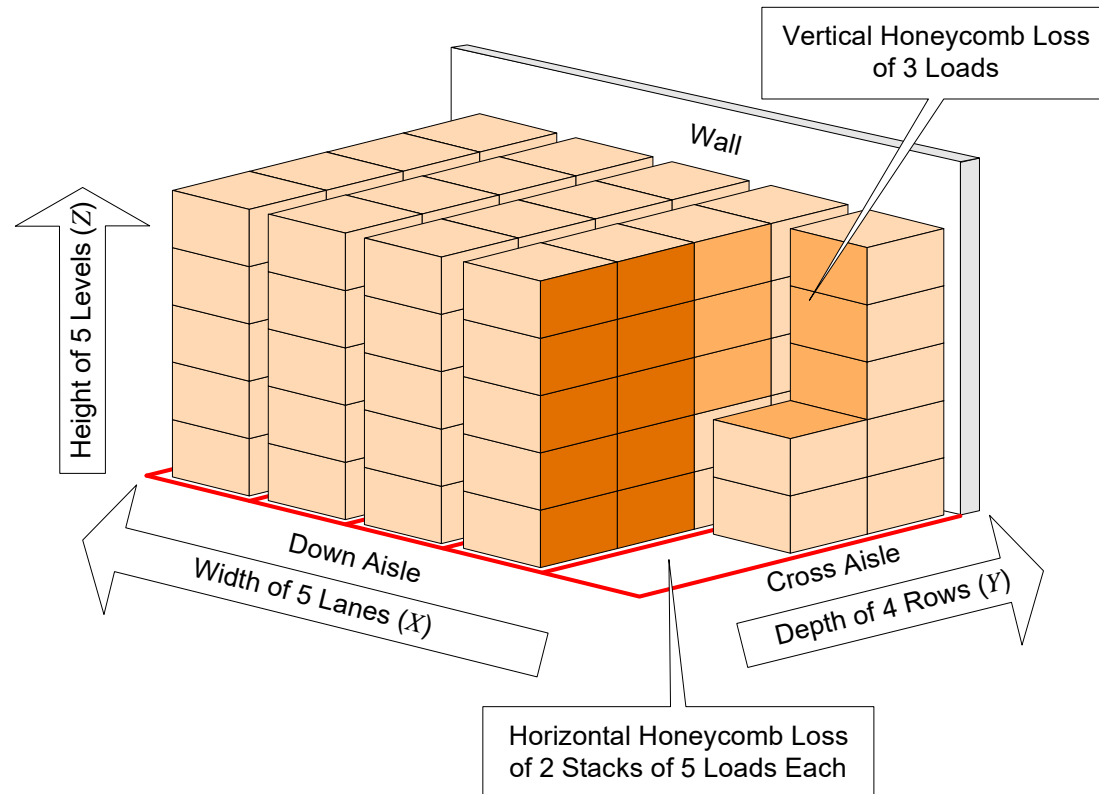 Vertical Honeycomb Loss
of 3 Loads
Wall
Height of 5 Levels (Z)
Down Aisle
Width of 5 Lanes (X)
Cross Aisle
Depth of 4 Rows (Y)
Horizontal Honeycomb Loss
of 2 Stacks of 5 Loads Each